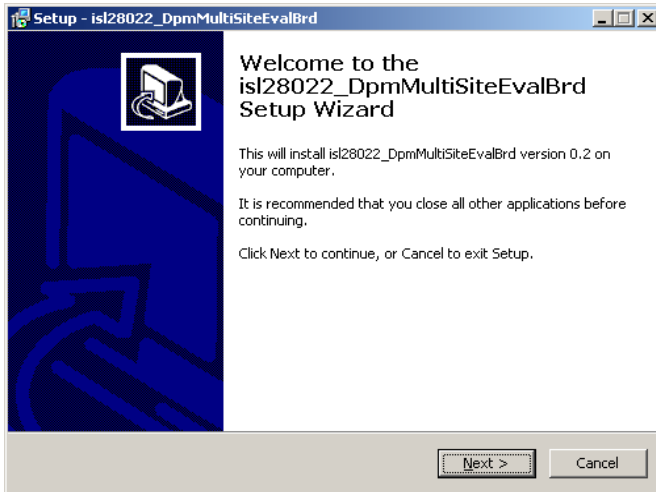 Setup - isl28022_DpmMultiSiteEvalBrd
Welcome to the
isl28022_DpmMultiSiteEvalBrd
Setup Wizard
This will install isl28022_DpmMultiSiteEvalBrd version 0.2 on
your computer.
It is recommended that you close all other applications before
continuing.
Click Next to continue, or Cancel to exit Setup.
Next >
Cancel